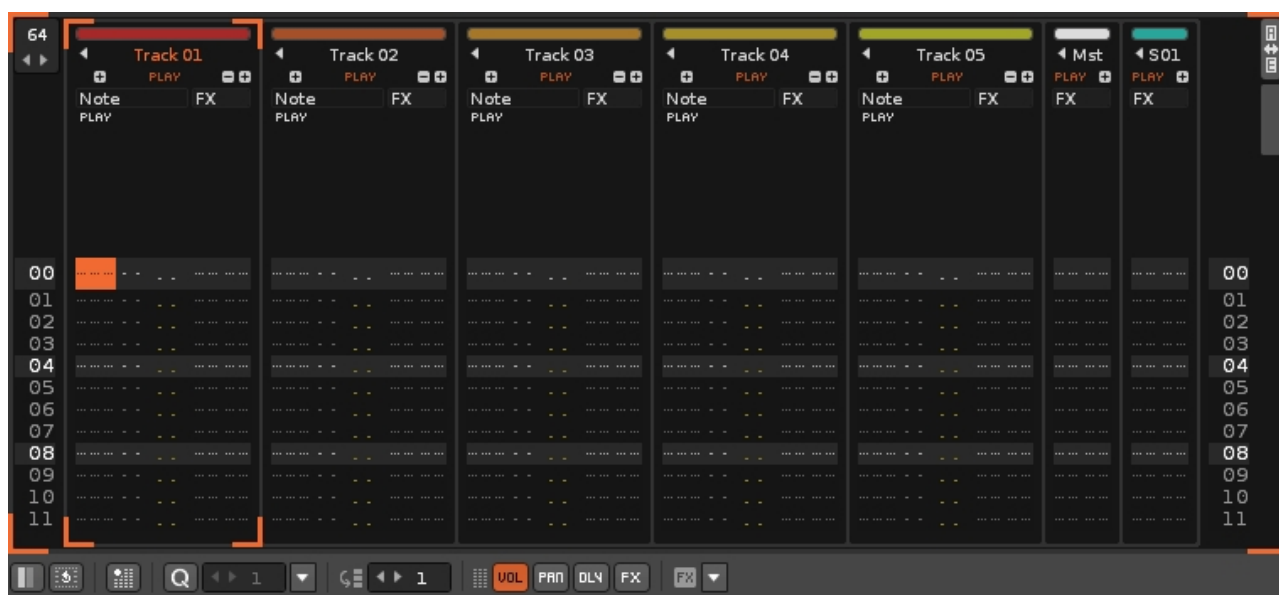 64
Track 01 Track 02 Track 03 Track 04 Track 05 Mst S01
PLAY PLAY PLAY PLAY PLAY PLAY PLAY
Note FX Note FX Note FX Note FX Note FX FX FX
PLAY PLAY PLAY PLAY PLAY
A
E
00 00
01 01
02 02
03 03
04 04
05 05
06 06
07 07
08 08
09 09
10 10
11 11
Q 1 1 VOL PAN DLY FX FX